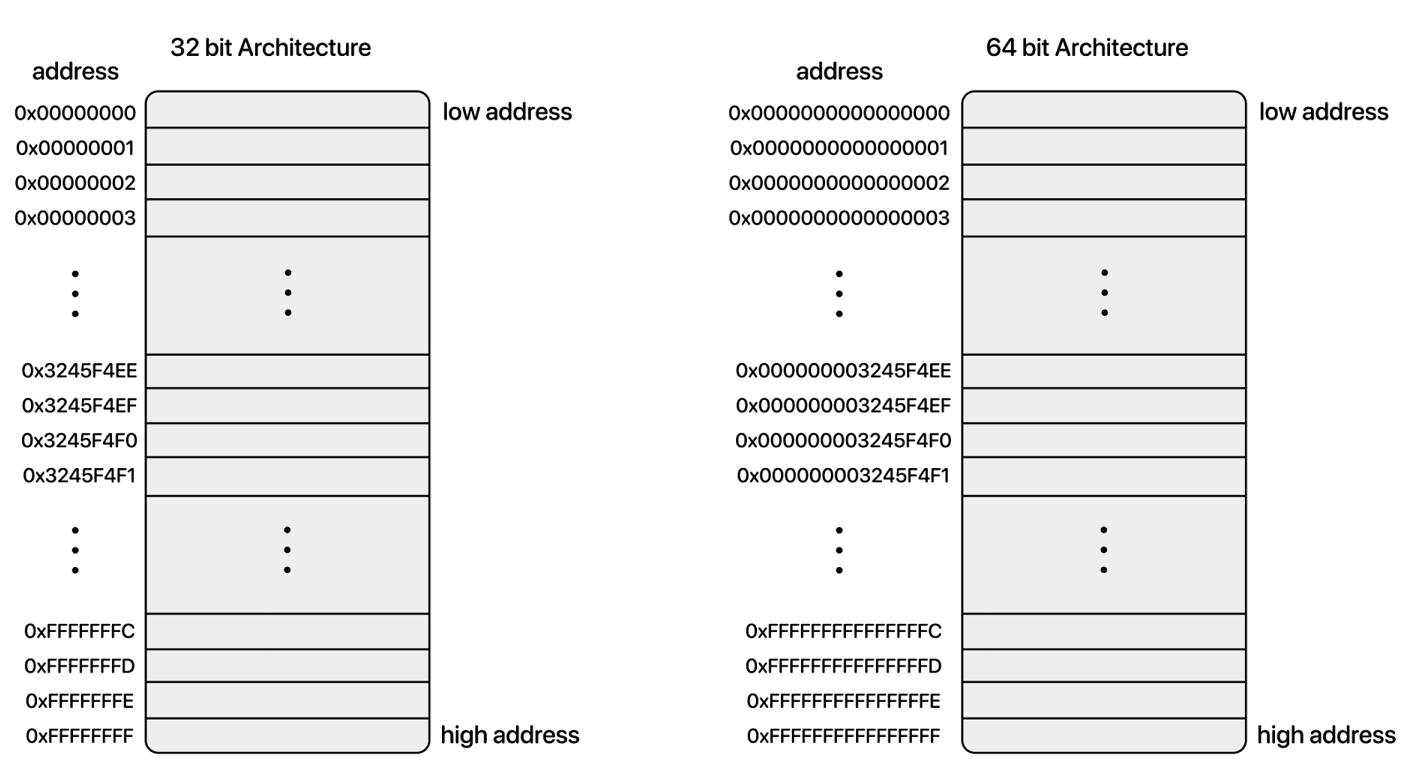 32 bit Architecture
address
0x00000000
low address
0x00000001
0x00000002
0x00000003
0x3245F4EE
0x3245F4EF
0x3245F4F0
0x3245F4F1
0xFFFFFFFC
0xFFFFFFFD
0xFFFFFFFE
0xFFFFFFFF
high address
64 bit Architecture
address
0x0000000000000000
low address
0x0000000000000001
0x0000000000000002
0x0000000000000003
0x000000003245F4EE
0x000000003245F4EF
0x000000003245F4F0
0x000000003245F4F1
0xFFFFFFFFFFFFFFFC
0xFFFFFFFFFFFFFFFD
0xFFFFFFFFFFFFFFFE
0xFFFFFFFFFFFFFFFF
high address